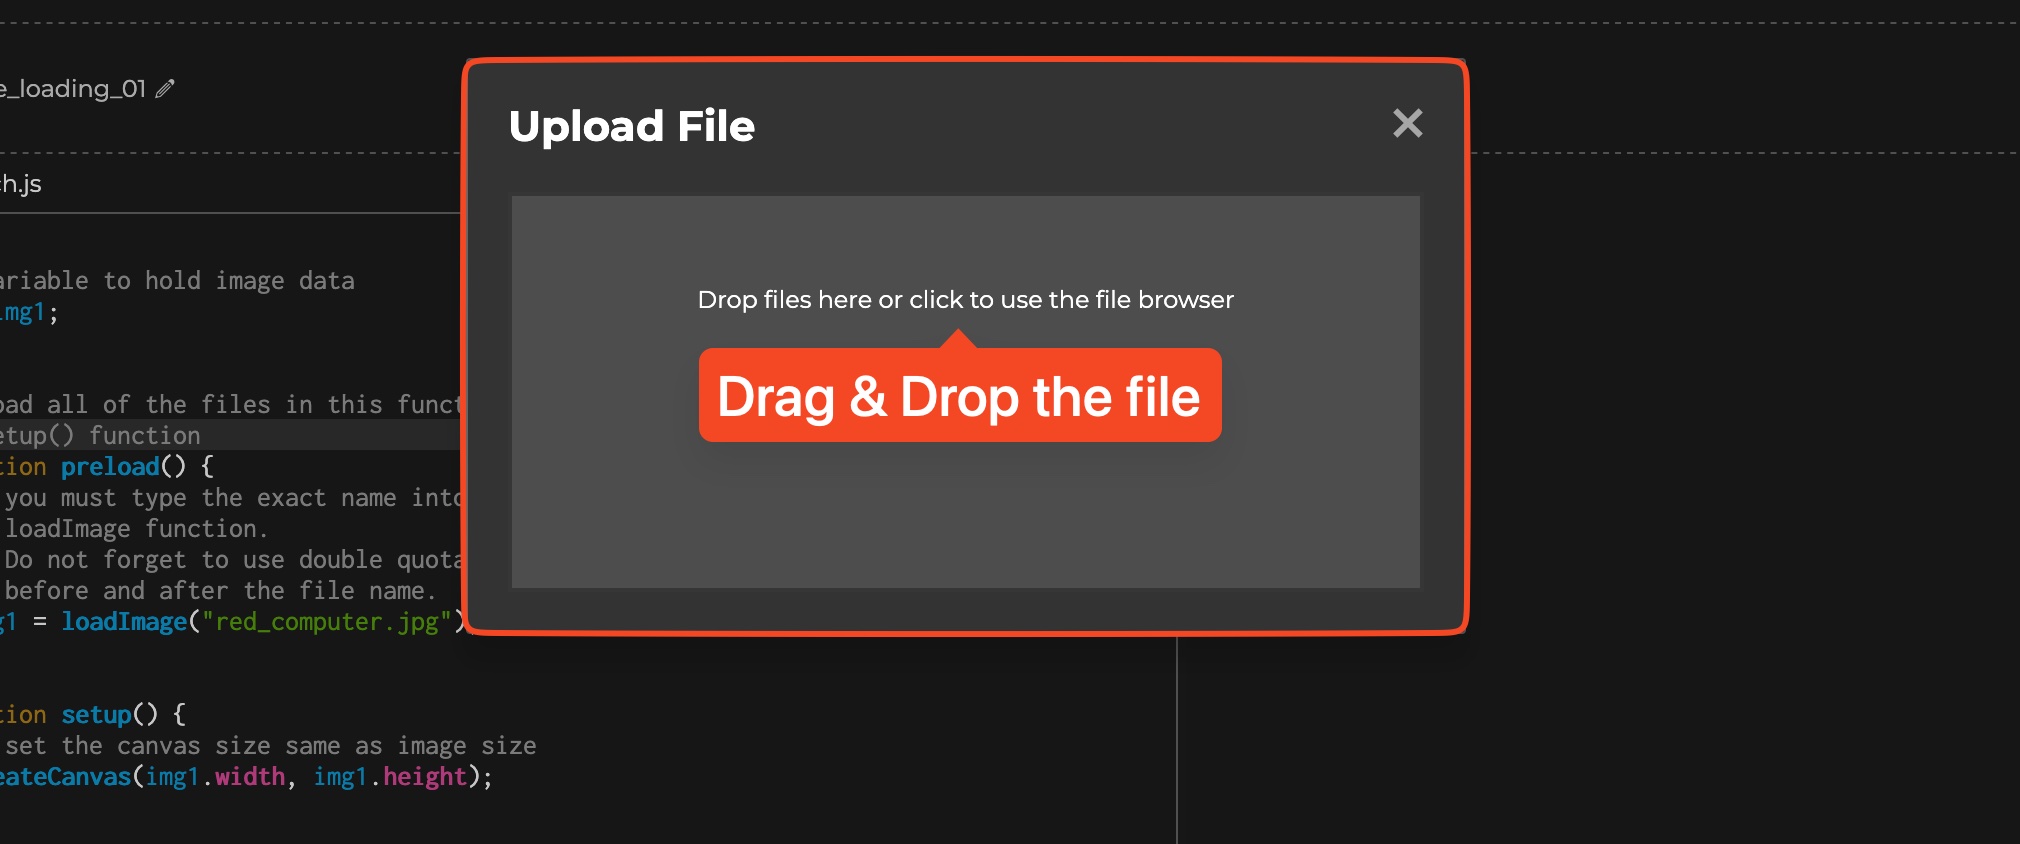 e_loading_01
Upload File
ch.js
Drop files here or click to use the file browser
Drag & Drop the file
ariable to hold image data
img1;
oad all of the files in this funct
etup() function
tion preload() {
you must type the exact name into
loadImage function.
Do not forget to use double quota
before and after the file name.
g1 = loadImage("red_computer.jpg")
tion setup() {
set the canvas size same as image size
eateCanvas(img1.width, img1.height);